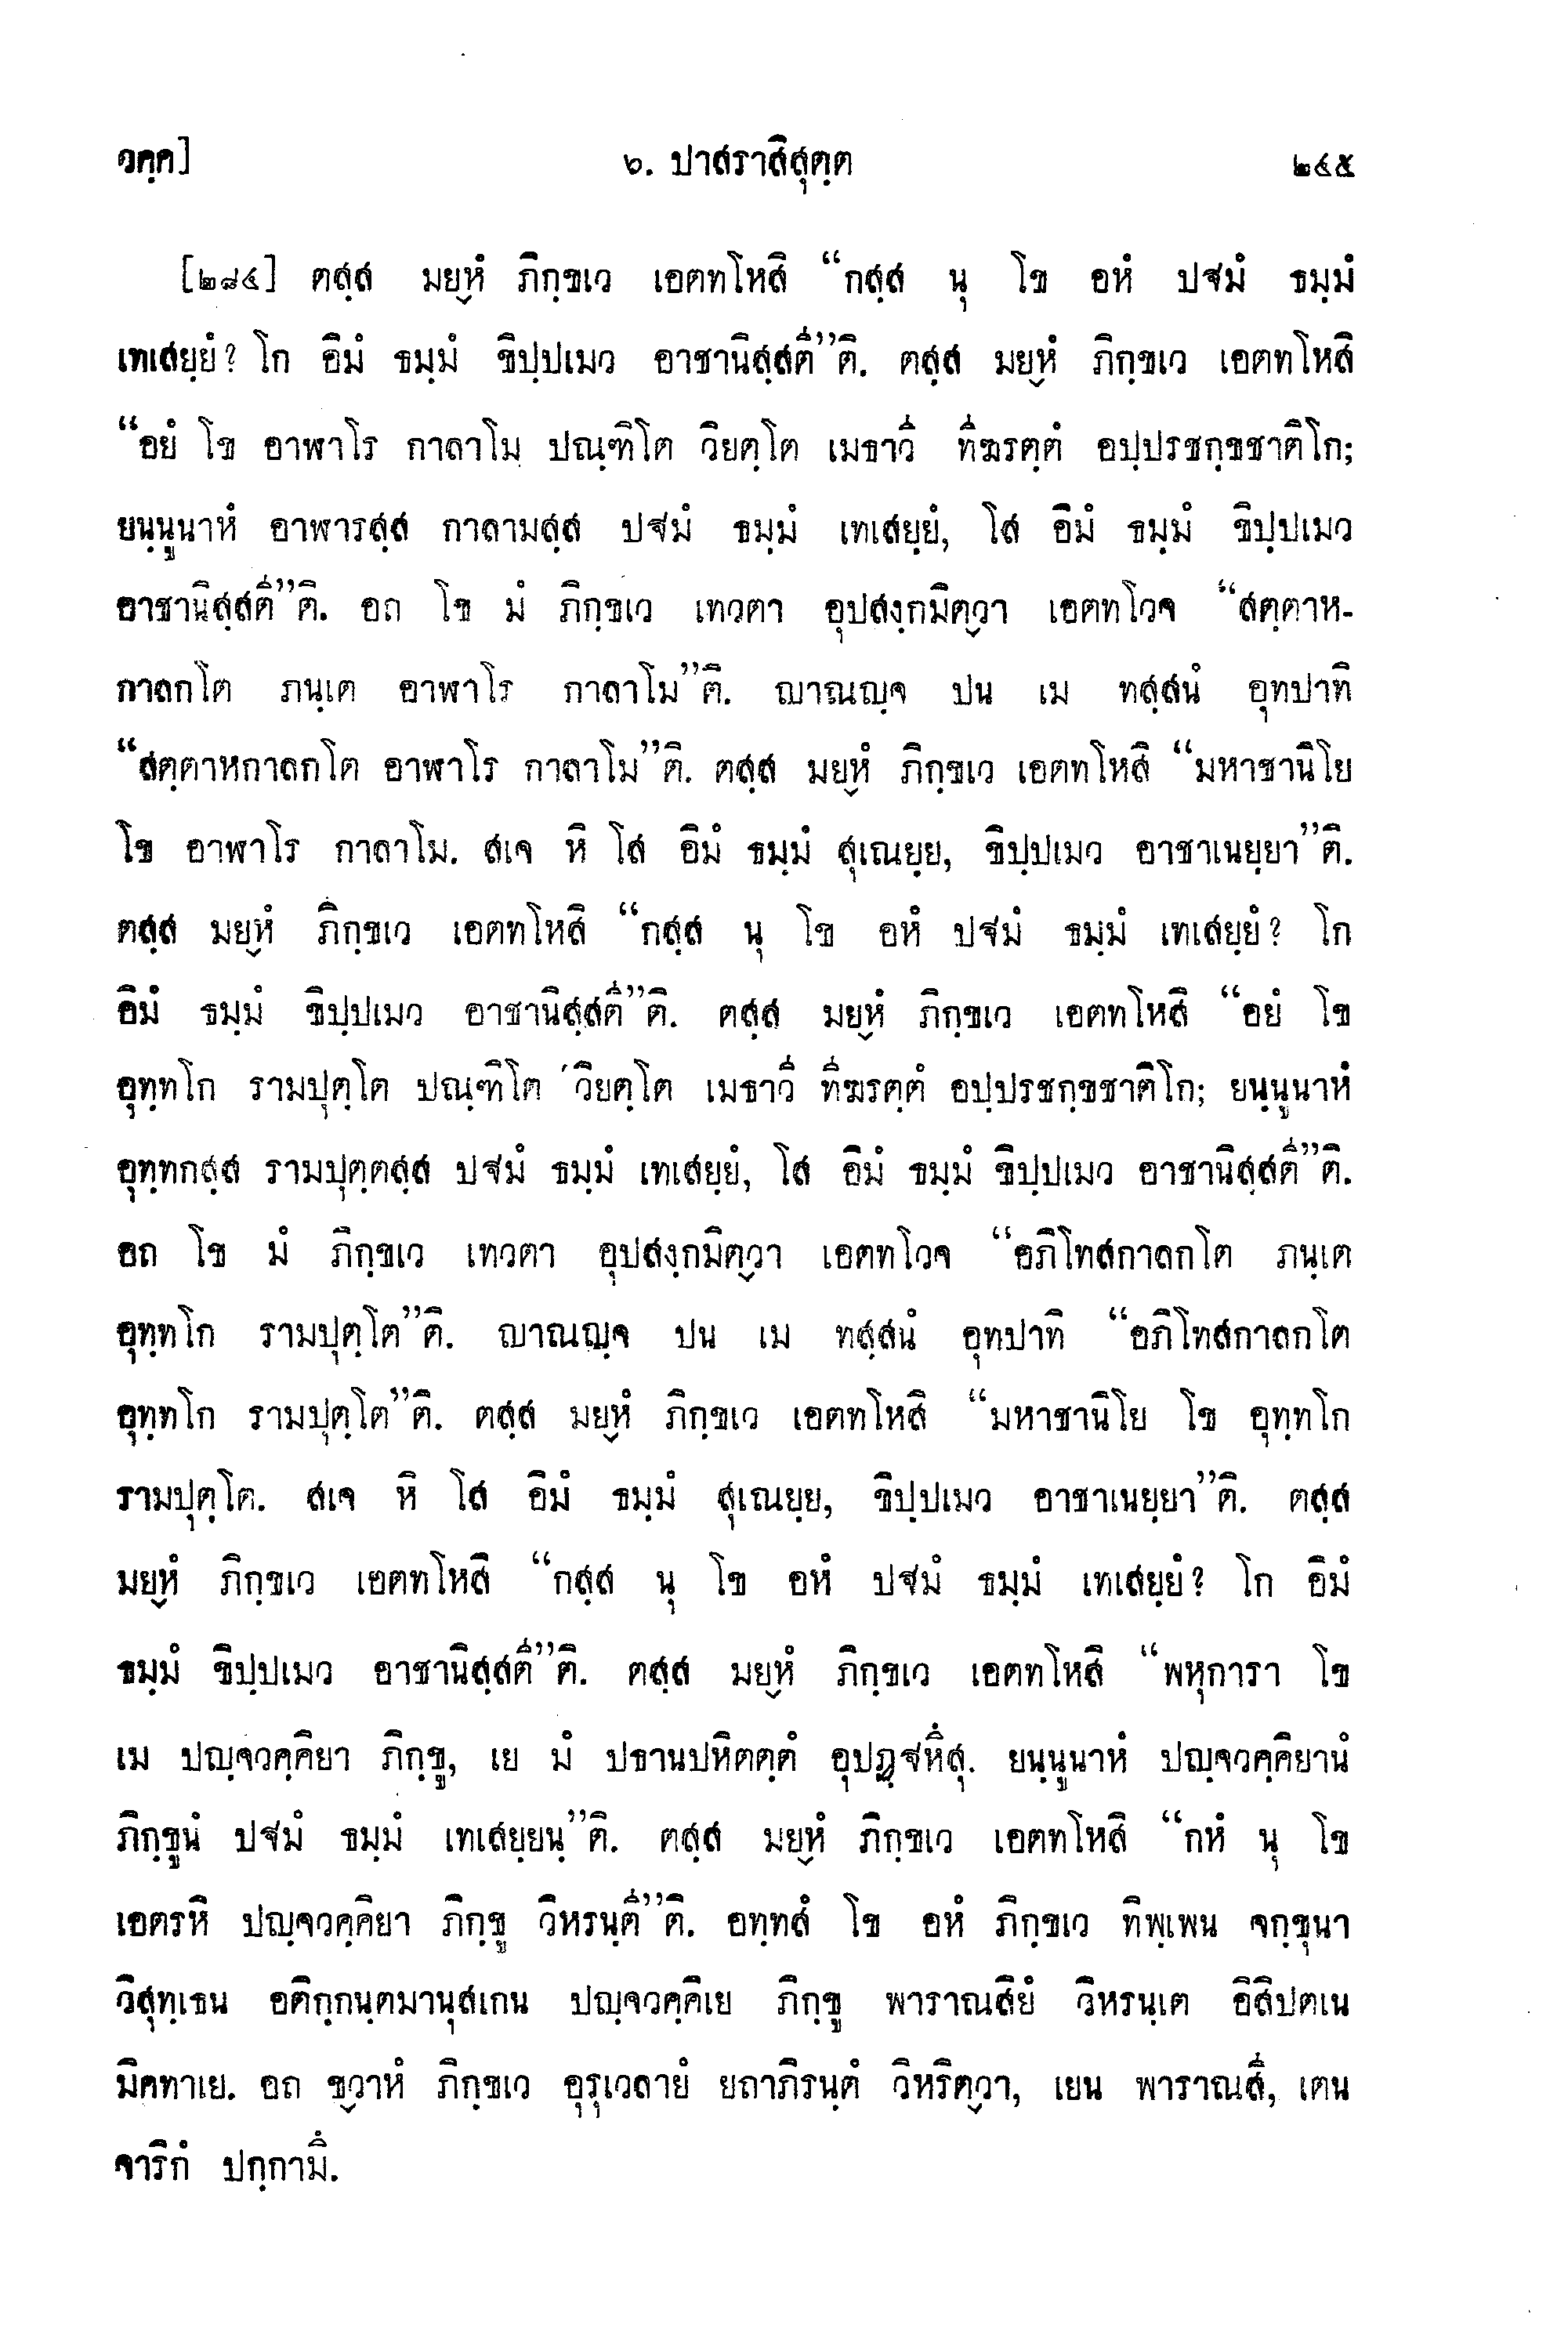 วคฺค] ๖. ปาสราสิสุตฺต ๒๔๕
[๒๘๔] ตสฺส มยฺหํ ภิกฺขเว เอตทโหสิ “กสฺส นุ โข อหํ ปฐมํ ธมฺมํ
เทเสยฺยํ? โก อิมํ ธมฺมํ ขิปฺปเมว อาชานิสฺสตี”ติ. ตสฺส มยฺหํ ภิกฺขเว เอตทโหสิ
“อยํ โข อาฬาโร กาลาโม ปณฺฑิโต วิยตฺโต เมธาวี ทีฆรตฺตํ อปฺปรชกฺขชาติโก;
ยนฺนูนาหํ อาฬารสฺส กาลามสฺส ปฐมํ ธมฺมํ เทเสยฺยํ, โส อิมํ ธมฺมํ ขิปฺปเมว
อาชานิสฺสตี”ติ. อถ โข มํ ภิกฺขเว เทวตา อุปสงฺกมิตฺวา เอตทโวจ “สตฺตาห-
กาลกโต ภนฺเต อาฬาโร กาลาโม”ติ. ญาณญฺจ ปน เม ทสฺสนํ อุทปาทิ
“สตฺตาหกาลกโต อาฬาโร กาลาโม”ติ. ตสฺส มยฺหํ ภิกฺขเว เอตทโหสิ “มหาชานิโย
โข อาฬาโร กาลาโม. สเจ หิ โส อิมํ ธมฺมํ สุเณยฺย, ขิปฺปเมว อาชาเนยฺยา”ติ.
ตสฺส มยฺหํ ภิกฺขเว เอตทโหสิ “กสฺส นุ โข อหํ ปฐมํ ธมฺมํ เทเสยฺยํ? โก
อิมํ ธมฺมํ ขิปฺปเมว อาชานิสฺสตี”ติ. ตสฺส มยฺหํ ภิกฺขเว เอตทโหสิ “อยํ โข
อุทฺทโก รามปุตฺโต ปณฺฑิโต วิยตฺโต เมธาวี ทีฆรตฺตํ อปฺปรชกฺขชาติโก; ยนฺนูนาหํ
อุทฺทกสฺส รามปุตฺตสฺส ปฐมํ ธมฺมํ เทเสยฺยํ, โส อิมํ ธมฺมํ ขิปฺปเมว อาชานิสฺสตี”ติ.
อถ โข มํ ภิกฺขเว เทวตา อุปสงฺกมิตฺวา เอตทโวจ “อภิโทสกาลกโต ภนฺเต
อุทฺทโก รามปุตฺโต”ติ. ญาณญฺจ ปน เม ทสฺสนํ อุทปาทิ “อภิโทสกาลกโต
อุทฺทโก รามปุตฺโต”ติ. ตสฺส มยฺหํ ภิกฺขเว เอตทโหสิ “มหาชานิโย โข อุทฺทโก
รามปุตฺโต. สเจ หิ โส อิมํ ธมฺมํ สุเณยฺย, ขิปฺปเมว อาชาเนยฺยา”ติ. ตสฺส
มยฺหํ ภิกฺขเว เอตทโหสิ “กสฺส นุ โข อหํ ปฐมํ ธมฺมํ เทเสยฺยํ? โก อิมํ
ธมฺมํ ขิปฺปเมว อาชานิสฺสตี”ติ. ตสฺส มยฺหํ ภิกฺขเว เอตทโหสิ “พหุการา โข
เม ปญฺจวคฺคิยา ภิกฺขู, เย มํ ปธานปหิตตฺตํ อุปฏฺฐหึสุ. ยนฺนูนาหํ ปญฺจวคฺคิยานํ
ภิกฺขูนํ ปฐมํ ธมฺมํ เทเสยฺยนฺ”ติ. ตสฺส มยฺหํ ภิกฺขเว เอตทโหสิ “กหํ นุ โข
เอตรหิ ปญฺจวคฺคิยา ภิกฺขู วิหรนฺตี”ติ. อทฺทสํ โข อหํ ภิกฺขเว ทิพฺเพน จกฺขุนา
วิสุทฺเธน อติกฺกนฺตมานุสเกน ปญฺจวคฺคิเย ภิกฺขู พาราณสิยํ วิหรนฺเต อิสิปตเน
มิคทาเย. อถ ขฺวาหํ ภิกฺขเว อุรุเวลายํ ยถาภิรนฺตํ วิหริตฺวา, เยน พาราณสี, เตน
จาริกํ ปกฺกามึ.